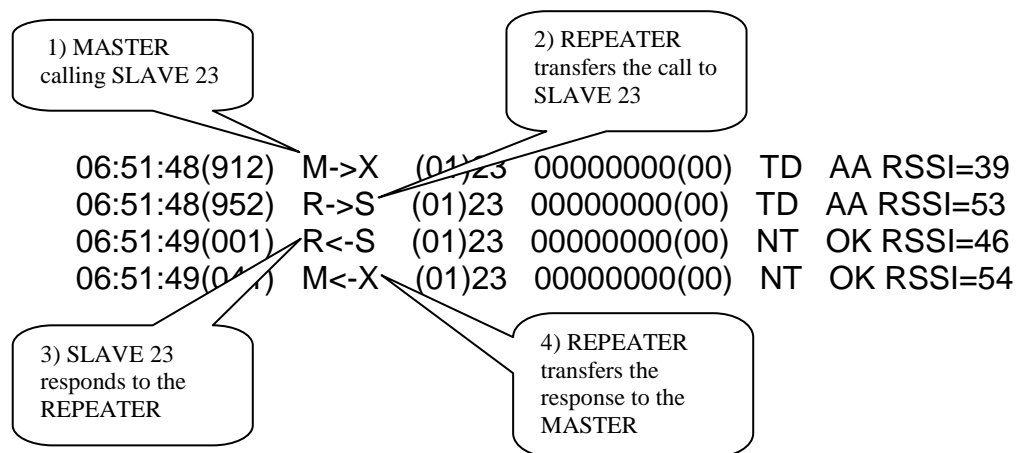 1) MASTER
calling SLAVE 23
2) REPEATER
transfers the call to
SLAVE 23
06:51:48(912) M->X (01)23 00000000(00) TD AA RSSI=39
06:51:48(952) R->S (01)23 00000000(00) TD AA RSSI=53
06:51:49(001) R<-S (01)23 00000000(00) NT OK RSSI=46
M<-X (01)23 00000000(00) NT OK RSSI=54
3) SLAVE 23
responds to the
REPEATER
4) REPEATER
transfers the
response to the
MASTER